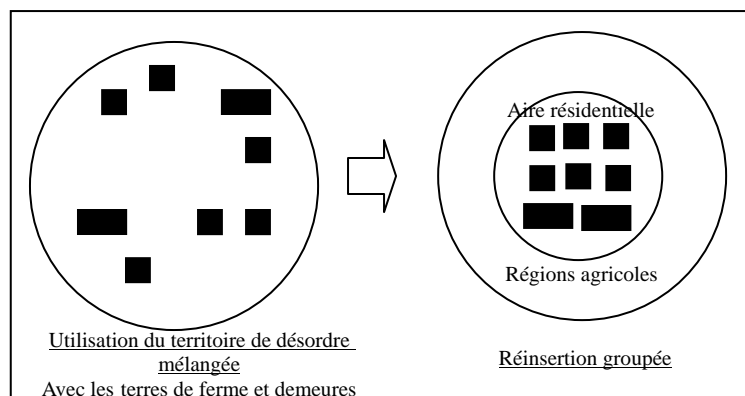 Aire résidentielle
Régions agricoles
Utilisation du territoire de désordre
mélangée
Avec les terres de ferme et demeures
Réinsertion groupée